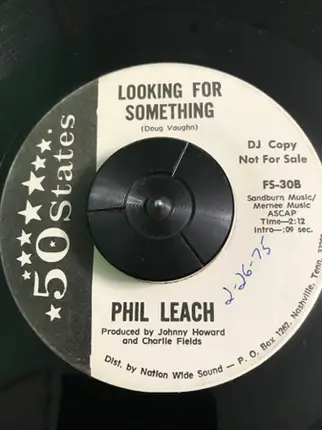 LOOKING FOR
SOMETHING
(Doug Vaughn)
50 States
DJ Copy
Not For Sale
FS-30B
Sandburn Music/
Mernee Music
ASCAP
Time—2:12
Intro—:09 sec.
2-26-75
PHIL LEACH
Produced by Johnny Howard
and Charlie Fields
Dist. by Nation Wide Sound — P. O. Box 1262, Nashville, Tenn.